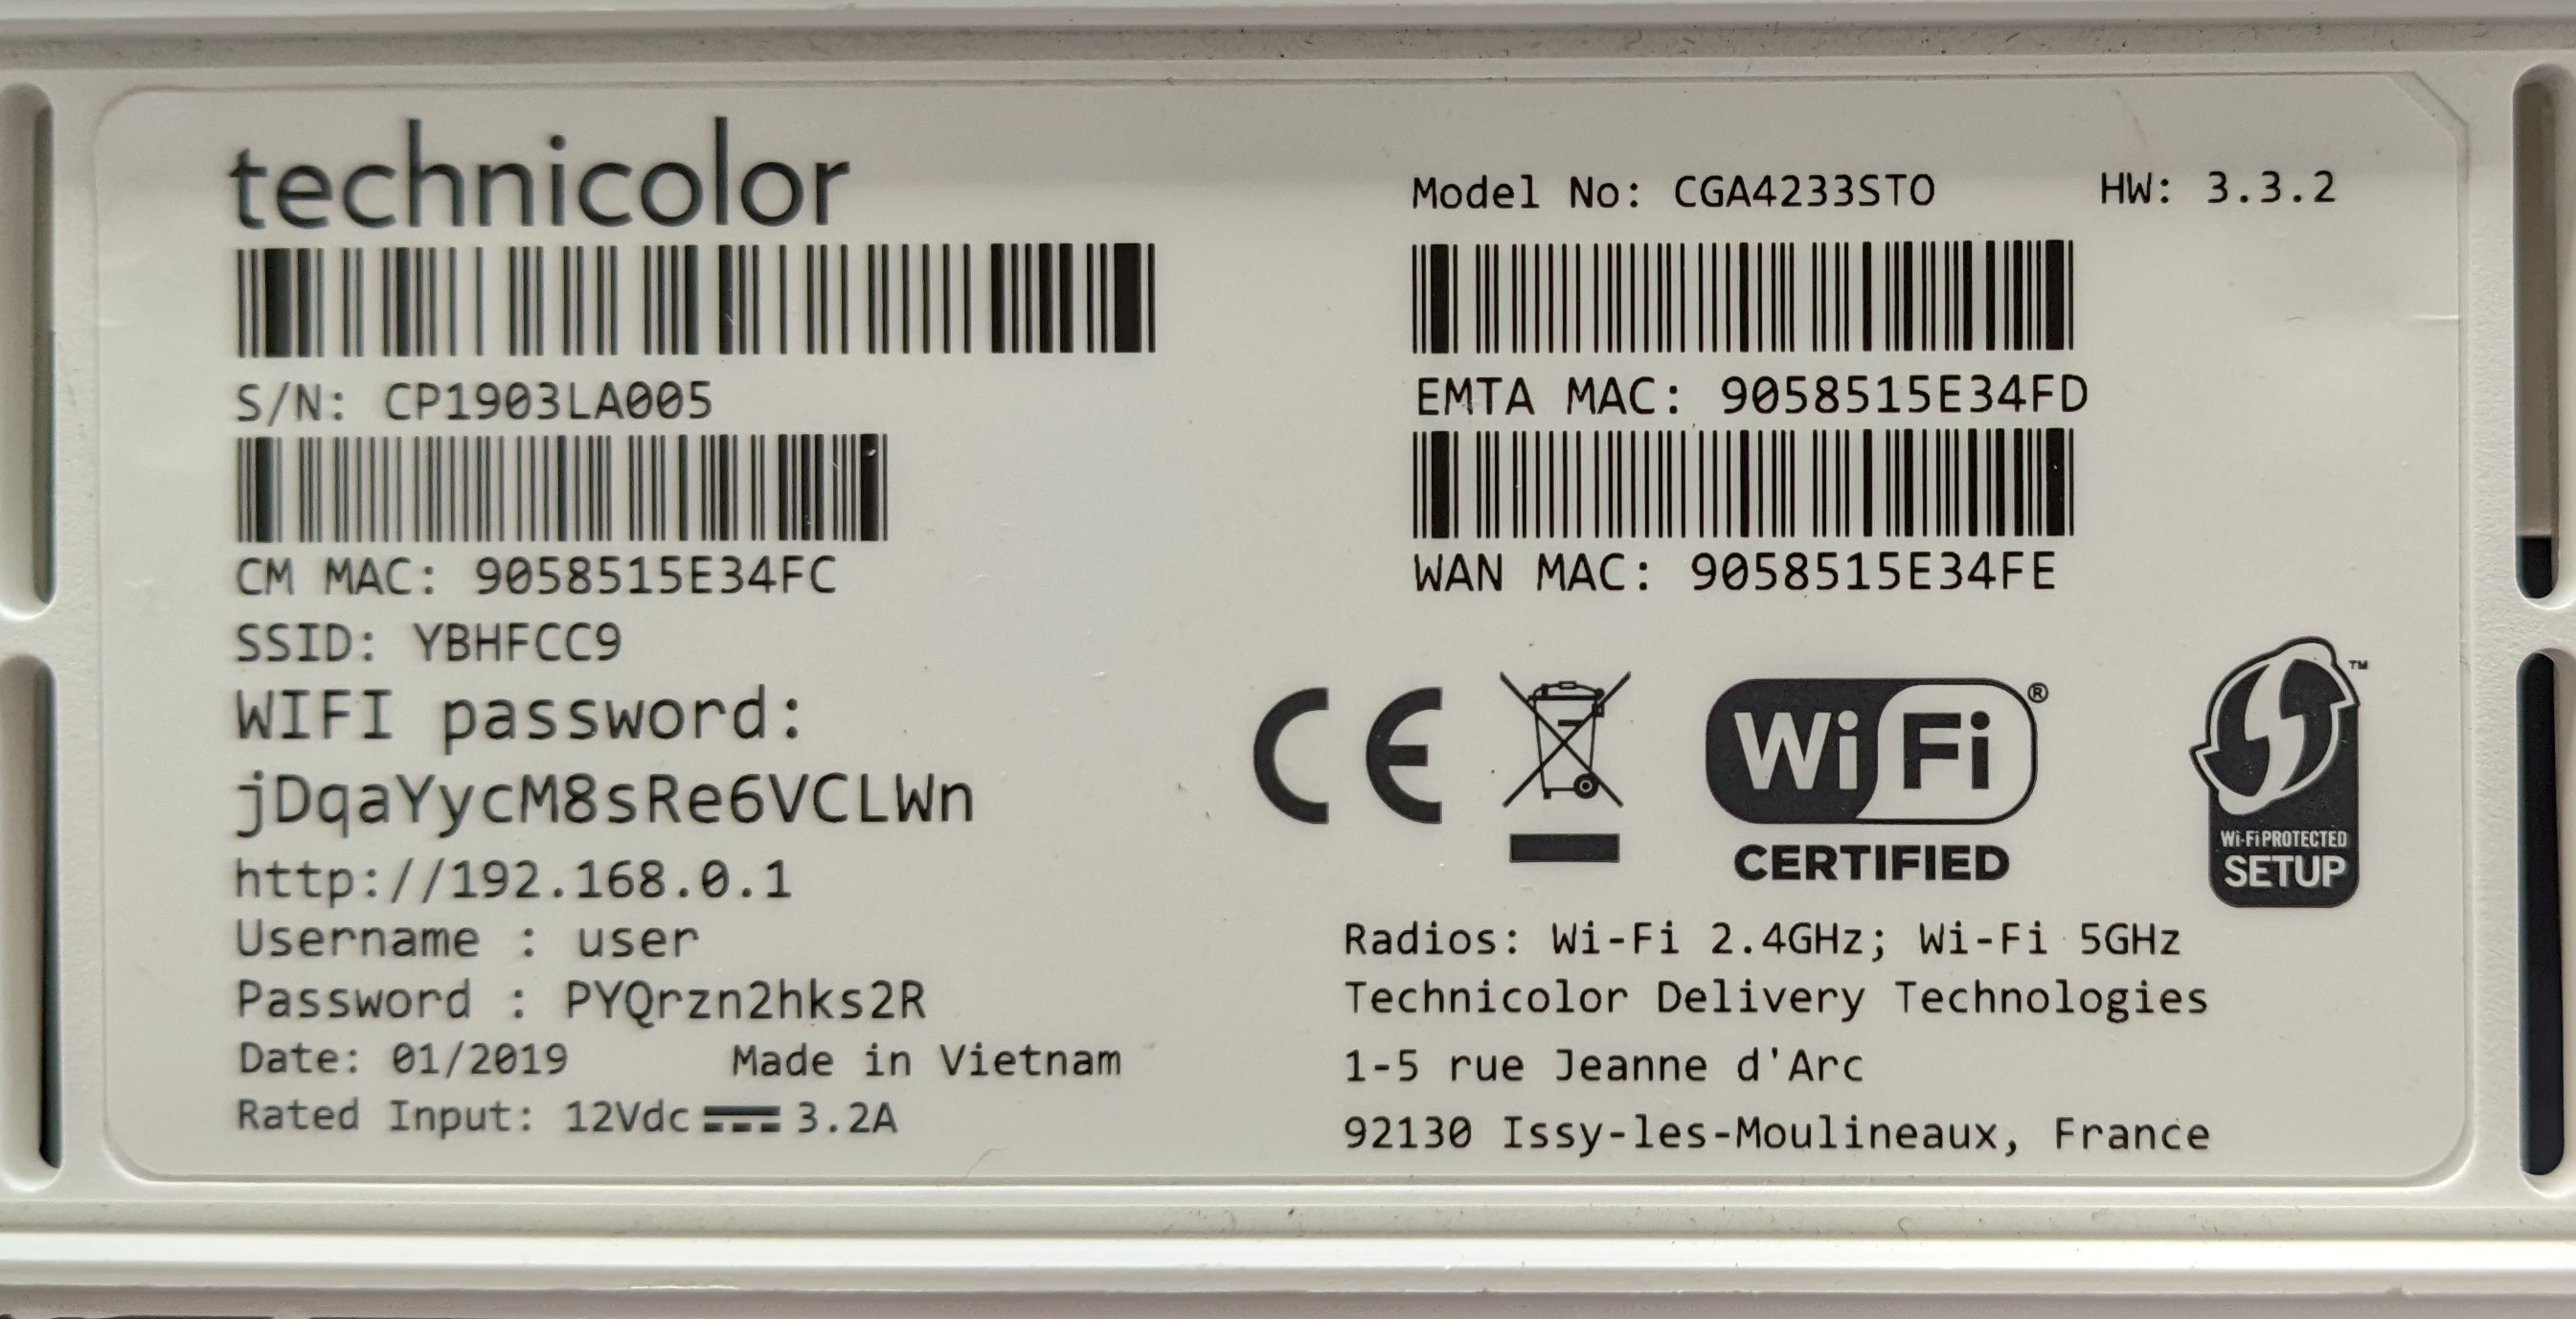 technicolor
S/N: CP1903LA005
CM MAC: 9058515E34FC
SSID: YBHFCC9
WIFI password:
jDqaYycM8sRe6VCLWn
http://192.168.0.1
Username : user
Password : PYQrzn2hks2R
Date: 01/2019 Made in Vietnam
Rated Input: 12Vdc 3.2A
Model No: CGA4233STO HW: 3.3.2
EMTA MAC: 9058515E34FD
WAN MAC: 9058515E34FE
CE
WiFi®
CERTIFIED
™
Wi-Fi PROTECTED
SETUP
Radios: Wi-Fi 2.4GHz; Wi-Fi 5GHz
Technicolor Delivery Technologies
1-5 rue Jeanne d'Arc
92130 Issy-les-Moulineaux, France